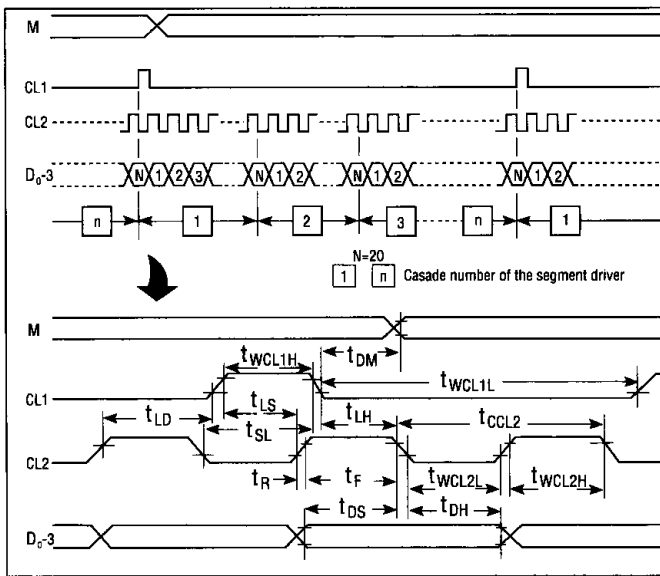 M
CL1
CL2
D₀-3 N 1 2 3 N 1 2 N 1 2 N 1 2
n 1 2 3 n 1
N=20
1 n Casade number of the segment driver
M
tWCL1H tDM
tWCL1L
CL1
tLD tLS tLH tCCL2
tSL
CL2
tR tF tWCL2L tWCL2H
tDS tDH
D₀-3